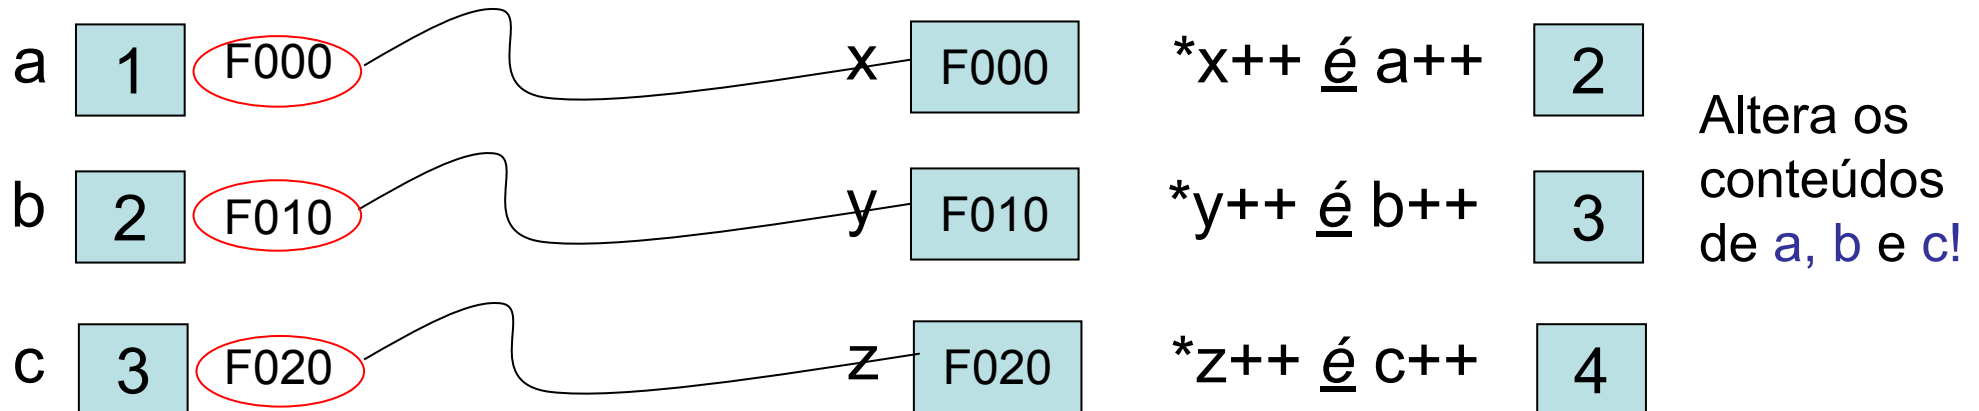 a 1 F000 x F000 *x++ é a++ 2
b 2 F010 y F010 *y++ é b++ 3
c 3 F020 z F020 *z++ é c++ 4
Altera os
conteúdos
de a, b e c!